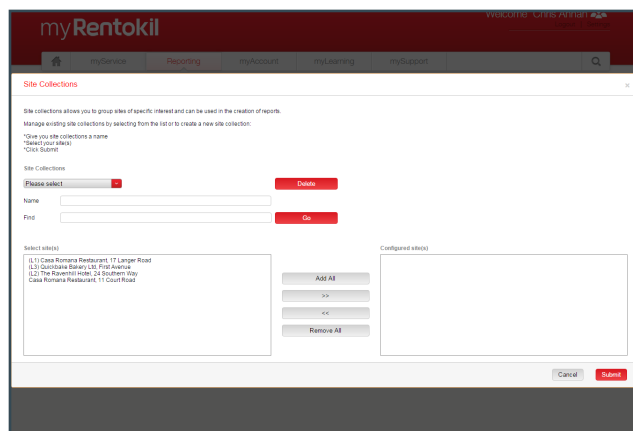 Welcome Chris Annan
myRentokil
myService Reporting myAccount myLearning mySupport
Site Collections
Site collections allows you to group sites of specific interest and can be used in the creation of reports.
Manage existing site collections by selecting from the list or to create a new site collection:
*Give you site collections a name
*Select your site(s)
*Click Submit
Site Collections
Please select Delete
Name
Find Go
Select site(s) Configured site(s)
(L1) Casa Romana Restaurant, 17 Langer Road
(L3) Quickbake Bakery Ltd, First Avenue
(L2) The Ravenhill Hotel, 24 Southern Way
Casa Romana Restaurant, 11 Court Road
Add All
>>
<<
Remove All
Cancel Submit